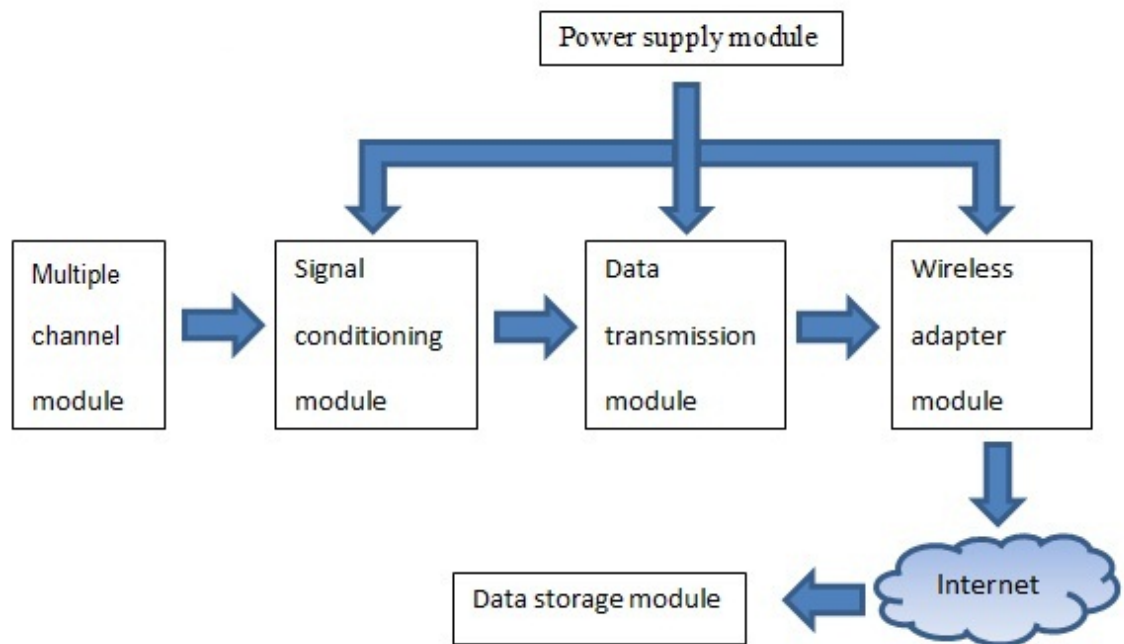 Power supply module
Multiple
channel
module
Signal
conditioning
module
Data
transmission
module
Wireless
adapter
module
Internet
Data storage module